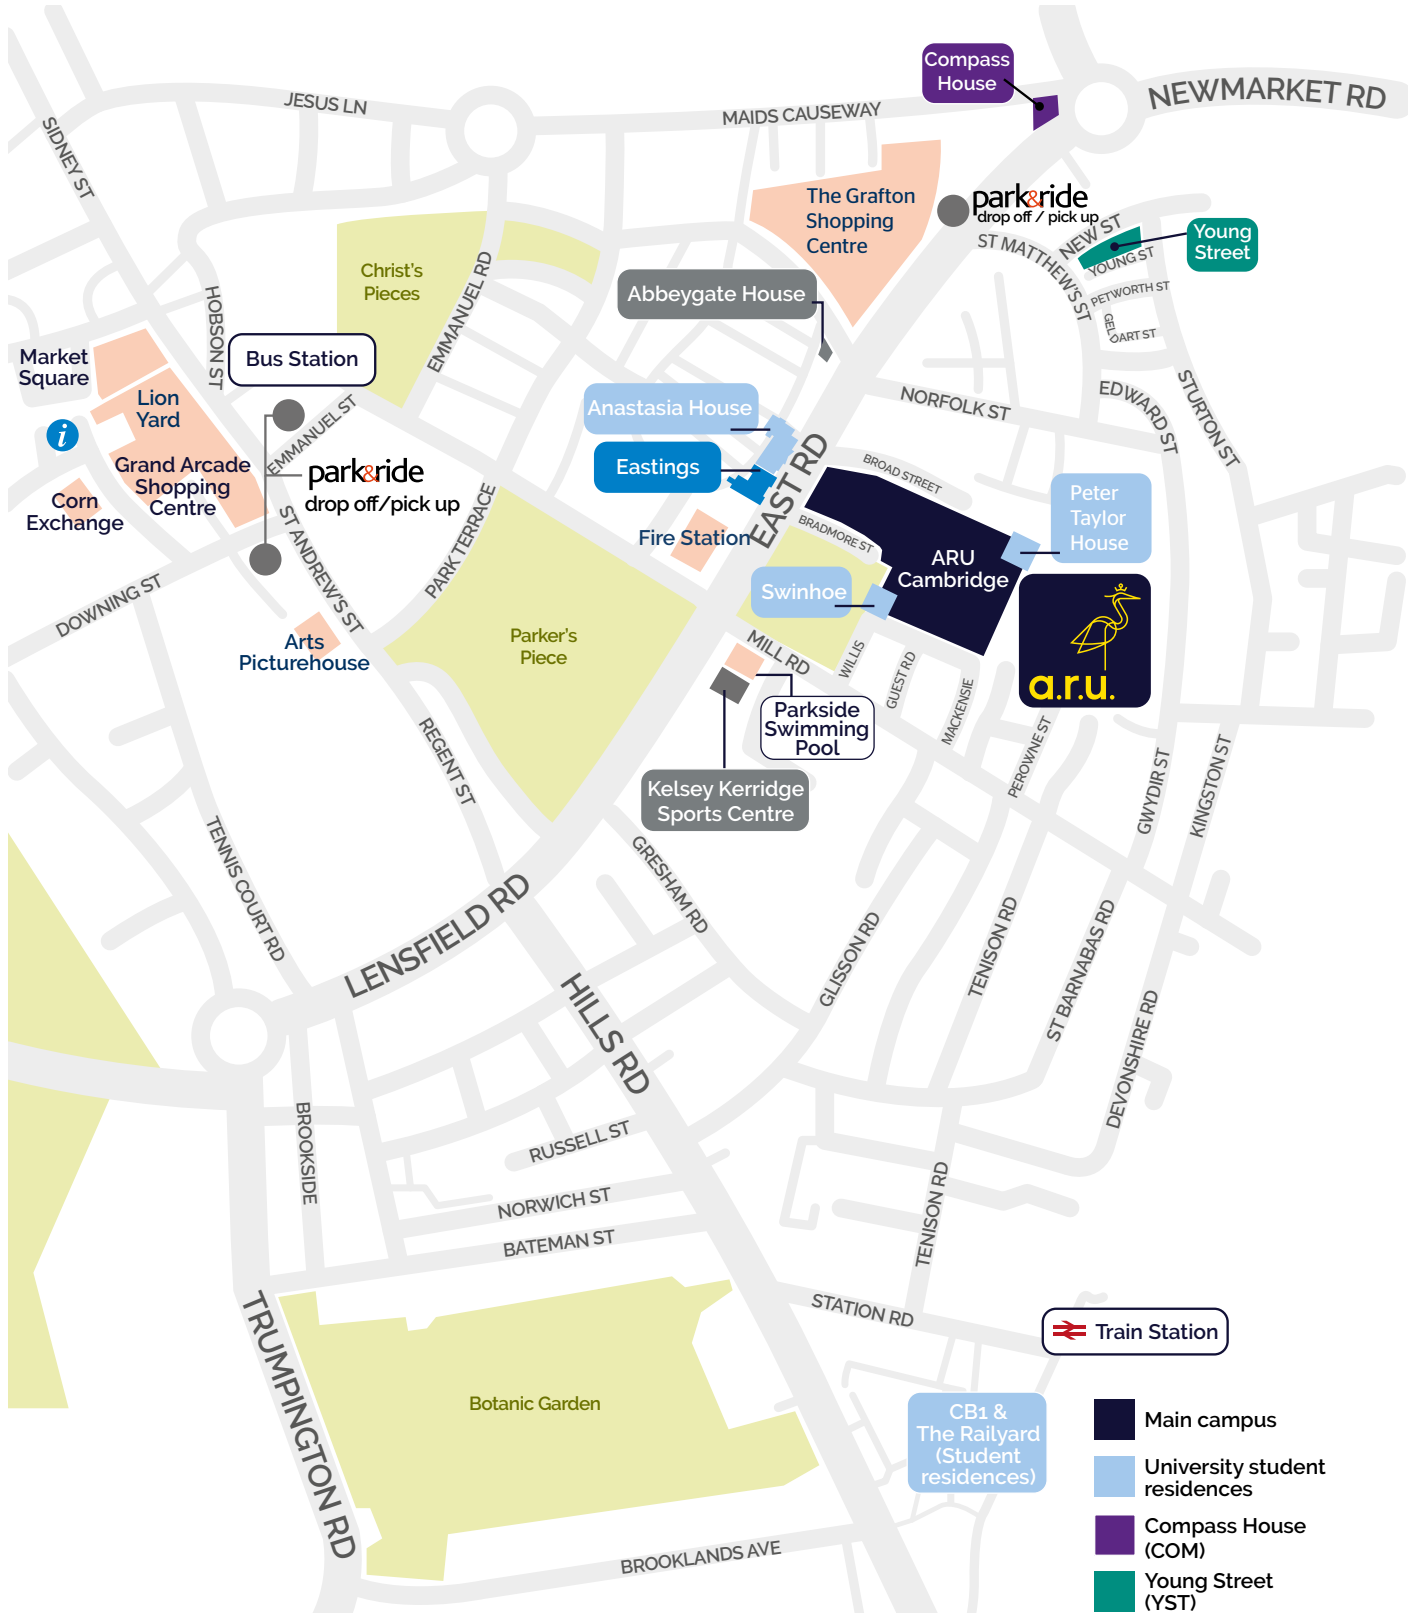 Compass
House
NEWMARKET RD
JESUS LN
MAIDS CAUSEWAY
SIDNEY ST
The Grafton
Shopping
Centre
park&ride
drop off / pick up
NEW ST
Young
Street
ST MATTHEW'S ST
YOUNG ST
PETWORTH ST
GEL
DART ST
Christ's
Pieces
EMMANUEL RD
Abbeygate House
HOBSON ST
Bus Station
Market
Square
Lion
Yard
i
EMMANUEL ST
Grand Arcade
Shopping
Centre
Corn
Exchange
park&ride
drop off/pick up
Anastasia House
Eastings
EAST RD
NORFOLK ST
EDWARD ST
STURTON ST
BROAD STREET
BRADMORE ST
Peter
Taylor
House
ARU
Cambridge
Fire Station
Swinhoe
PARK TERRACE
ST ANDREW'S ST
DOWNING ST
Arts
Picturehouse
Parker's
Piece
MILL RD
WILLIS
GUEST RD
MACKENSIE
a.r.u.
Parkside
Swimming
Pool
Kelsey Kerridge
Sports Centre
PEROWNE ST
GWYDIR ST
KINGSTON ST
REGENT ST
TENNIS COURT RD
GRESHAM RD
LENSFIELD RD
HILLS RD
GLISSON RD
TENISON RD
ST BARNABAS RD
DEVONSHIRE RD
BROOKSIDE
RUSSELL ST
NORWICH ST
BATEMAN ST
TENISON RD
STATION RD
Train Station
TRUMPINGTON RD
Botanic Garden
BROOKLANDS AVE
CB1 &
The Railyard
(Student
residences)
Main campus
University student
residences
Compass House
(COM)
Young Street
(YST)